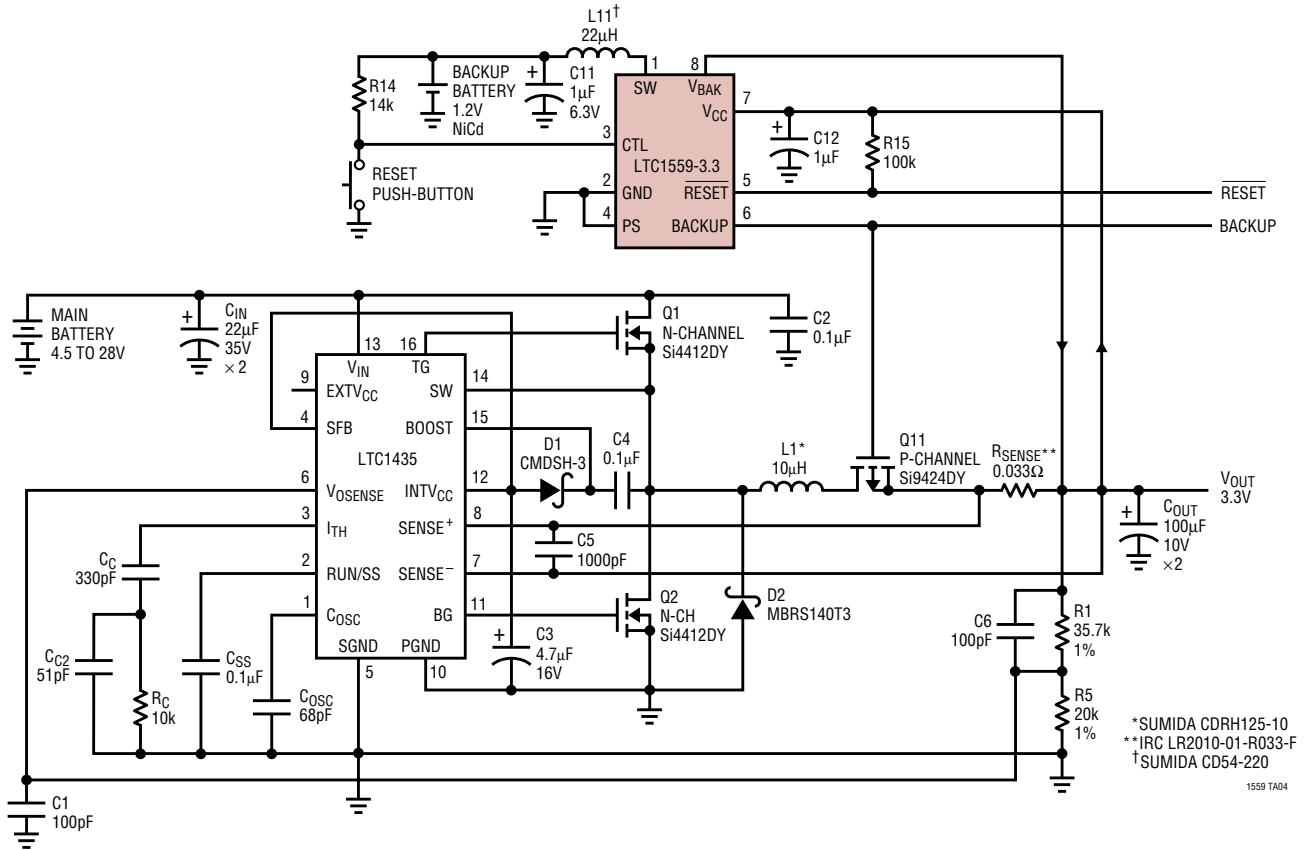 L11†
22µH
R14
14k
BACKUP
BATTERY
1.2V
NiCd
+
C11
1µF
6.3V
1
8
SW
VBAK
VCC
7
3
CTL
LTC1559-3.3
2
GND
RESET
5
4
PS
BACKUP
6
+
C12
1µF
R15
100k
RESET
BACKUP
RESET
PUSH-BUTTON
MAIN
BATTERY
4.5 TO 28V
+
CIN
22µF
35V
×2
13
16
VIN
TG
9
EXTVCC
SW
14
4
SFB
BOOST
15
LTC1435
6
VOSENSE
INTVCC
12
3
ITH
SENSE+
8
2
RUN/SS
SENSE−
7
1
COSC
BG
11
SGND
PGND
5
10
Q1
N-CHANNEL
Si4412DY
C2
0.1µF
D1
CMDSH-3
C4
0.1µF
L1*
10µH
Q11
P-CHANNEL
Si9424DY
RSENSE**
0.033Ω
VOUT
3.3V
+
COUT
100µF
10V
×2
C5
1000pF
Q2
N-CH
Si4412DY
D2
MBRS140T3
+
C3
4.7µF
16V
CC
330pF
CC2
51pF
RC
10k
CSS
0.1µF
COSC
68pF
C6
100pF
R1
35.7k
1%
R5
20k
1%
C1
100pF
*SUMIDA CDRH125-10
**IRC LR2010-01-R033-F
†SUMIDA CD54-220
1559 TA04